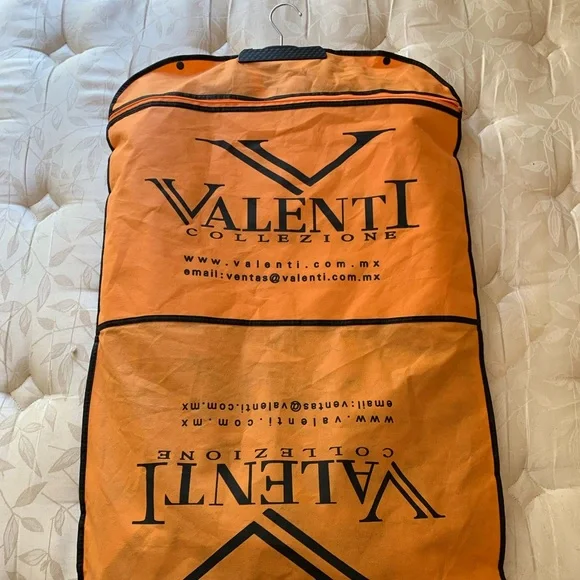 VALENTI
COLLEZIONE
www.valenti.com.mx
email:ventas@valenti.com.mx
email:ventas@valenti.com.mx
www.valenti.com.mx
COLLEZIONE
VALENTI